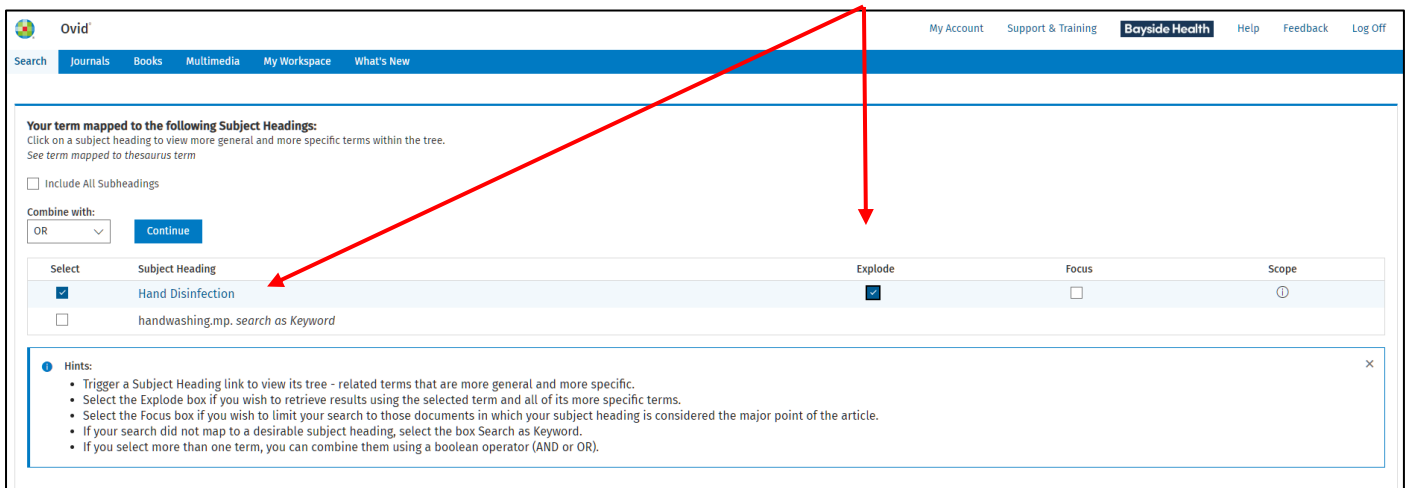 Ovid®
My Account Support & Training Bayside Health Help Feedback Log Off
Search Journals Books Multimedia My Workspace What's New
Your term mapped to the following Subject Headings:
Click on a subject heading to view more general and more specific terms within the tree.
See term mapped to thesaurus term
Include All Subheadings
Combine with:
OR Continue
Select Subject Heading Explode Focus Scope
Hand Disinfection
handwashing.mp. search as Keyword
Hints:
• Trigger a Subject Heading link to view its tree - related terms that are more general and more specific.
• Select the Explode box if you wish to retrieve results using the selected term and all of its more specific terms.
• Select the Focus box if you wish to limit your search to those documents in which your subject heading is considered the major point of the article.
• If your search did not map to a desirable subject heading, select the box Search as Keyword.
• If you select more than one term, you can combine them using a boolean operator (AND or OR).